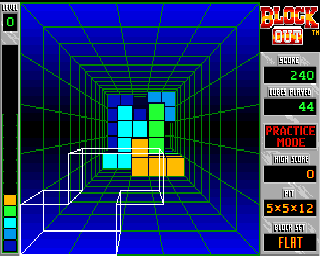 LEVEL
0
BLOCK
OUT
™
SCORE
240
CUBES PLAYED
44
PRACTICE
MODE
HIGH SCORE
0
PIT
5×5×12
BLOCK SET
FLAT